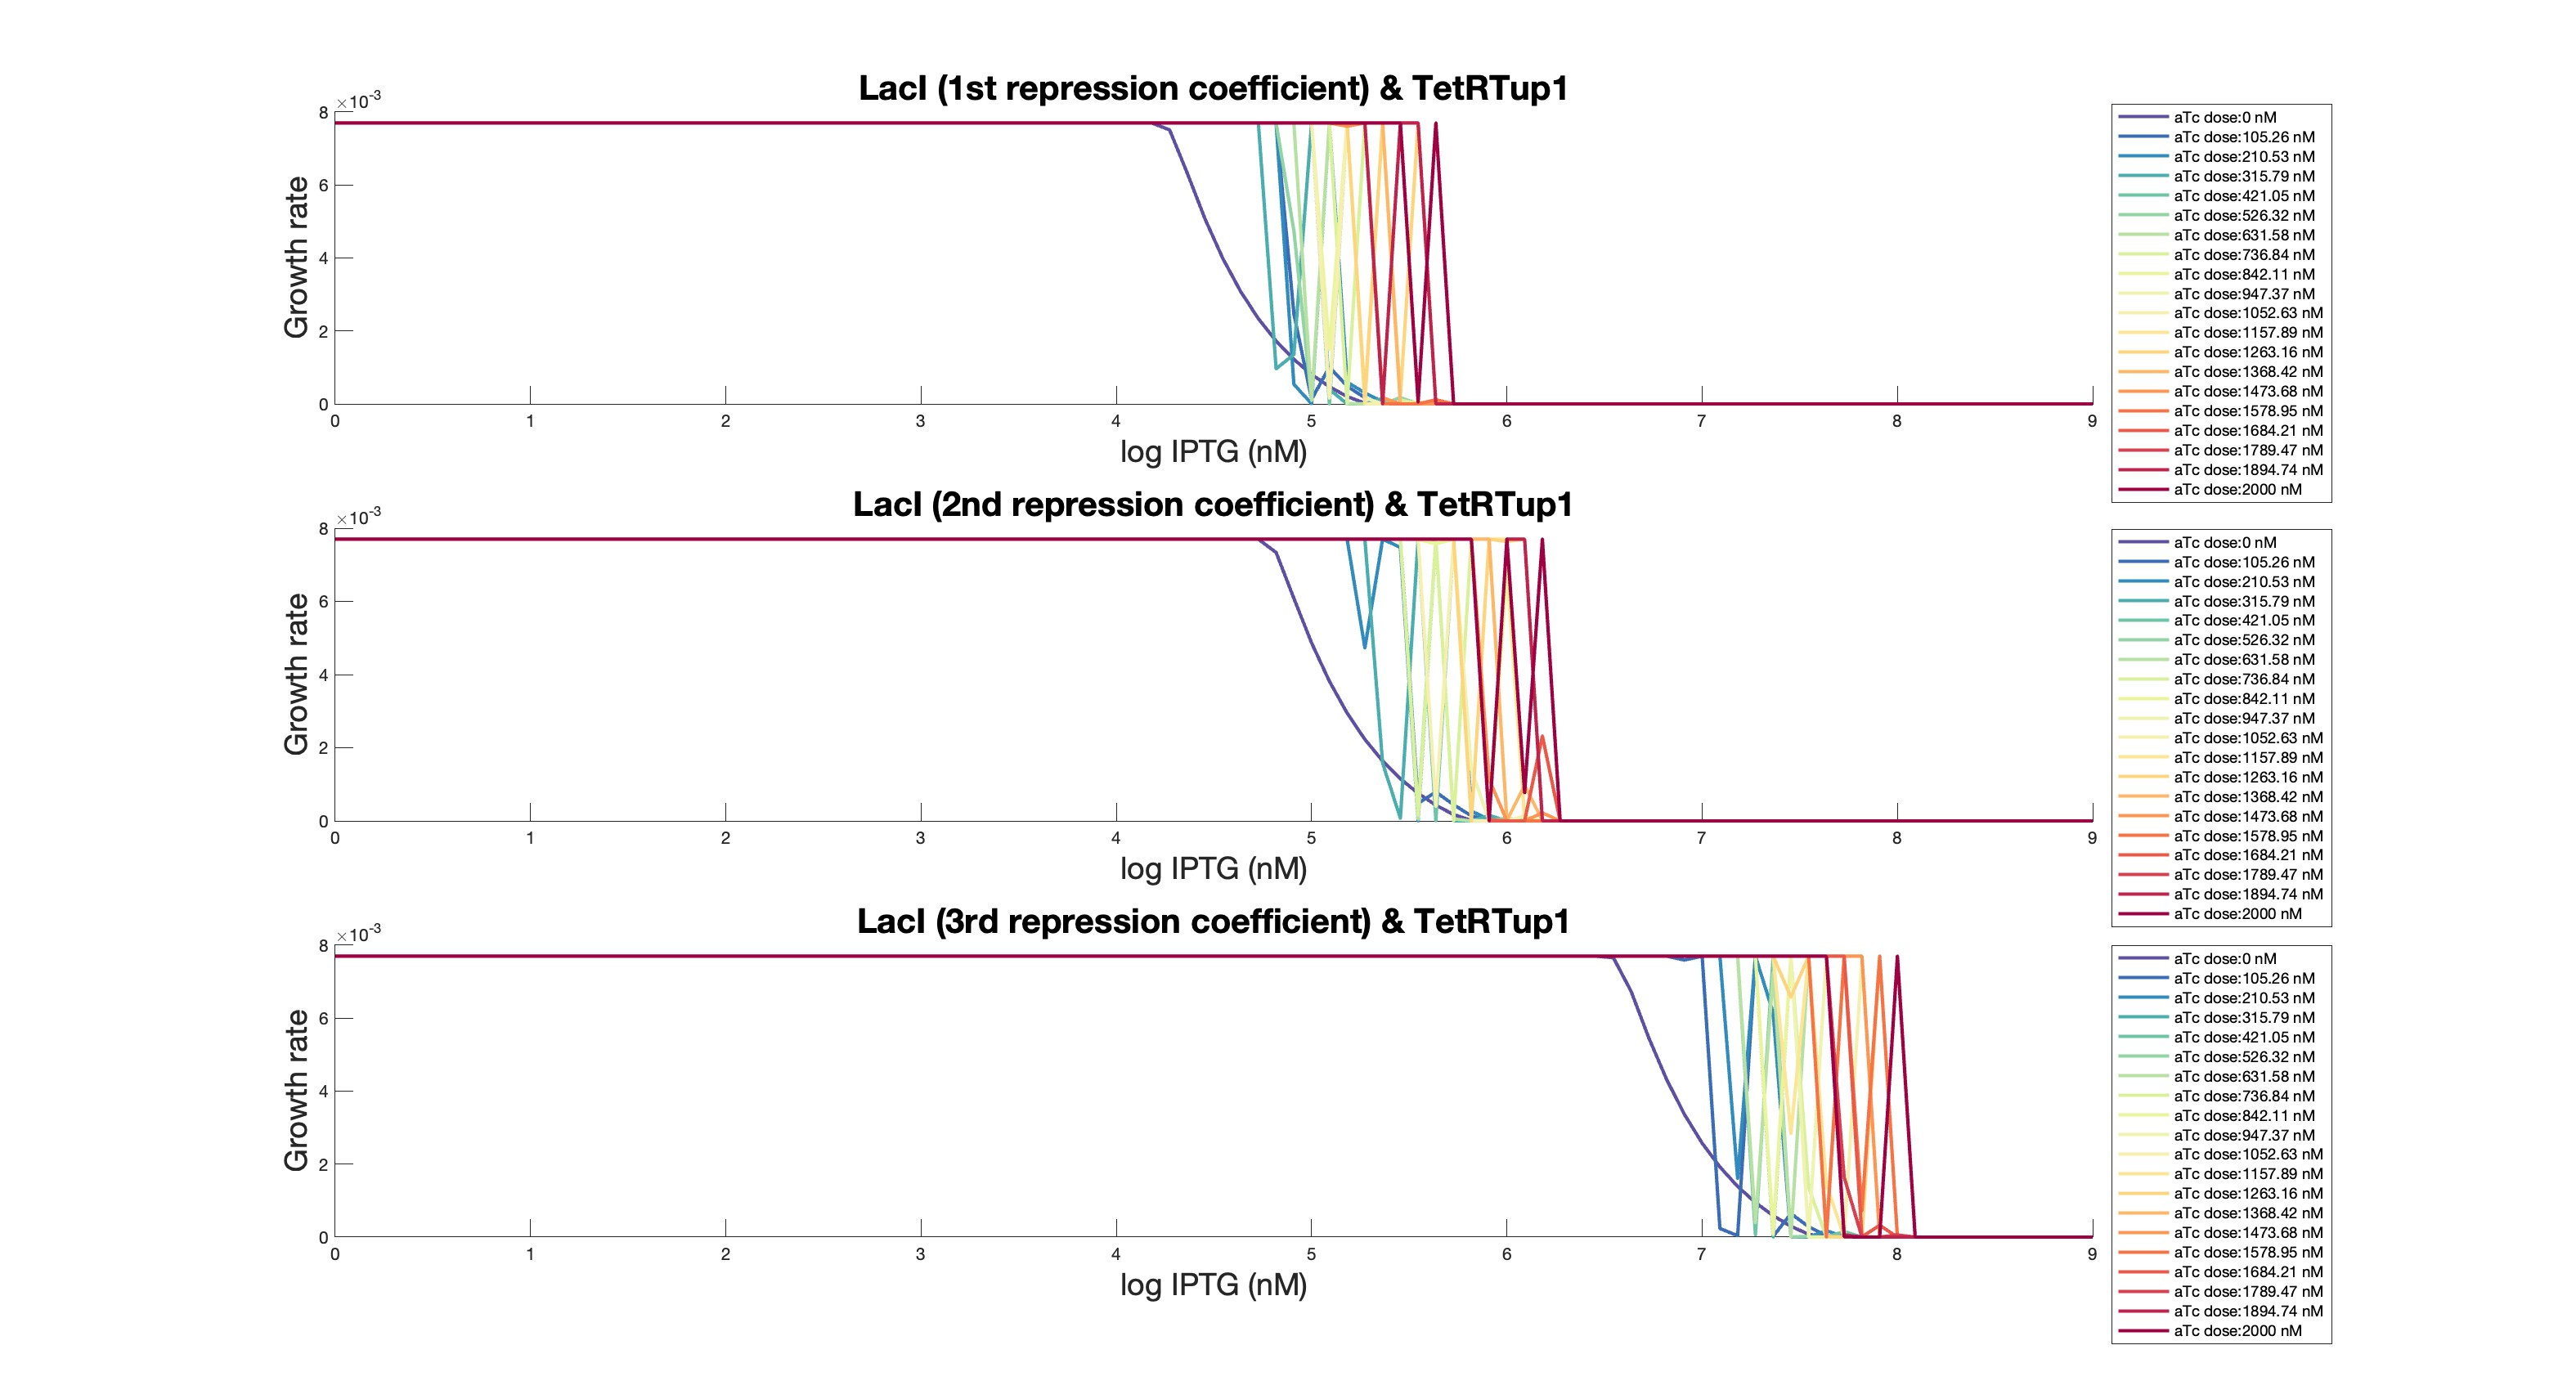 LacI (1st repression coefficient) & TetRTup1
×10-3
8
6
4
2
0
Growth rate
0 1 2 3 4 5 6 7 8 9
log IPTG (nM)
aTc dose:0 nM
aTc dose:105.26 nM
aTc dose:210.53 nM
aTc dose:315.79 nM
aTc dose:421.05 nM
aTc dose:526.32 nM
aTc dose:631.58 nM
aTc dose:736.84 nM
aTc dose:842.11 nM
aTc dose:947.37 nM
aTc dose:1052.63 nM
aTc dose:1157.89 nM
aTc dose:1263.16 nM
aTc dose:1368.42 nM
aTc dose:1473.68 nM
aTc dose:1578.95 nM
aTc dose:1684.21 nM
aTc dose:1789.47 nM
aTc dose:1894.74 nM
aTc dose:2000 nM
LacI (2nd repression coefficient) & TetRTup1
×10-3
8
6
4
2
0
Growth rate
0 1 2 3 4 5 6 7 8 9
log IPTG (nM)
aTc dose:0 nM
aTc dose:105.26 nM
aTc dose:210.53 nM
aTc dose:315.79 nM
aTc dose:421.05 nM
aTc dose:526.32 nM
aTc dose:631.58 nM
aTc dose:736.84 nM
aTc dose:842.11 nM
aTc dose:947.37 nM
aTc dose:1052.63 nM
aTc dose:1157.89 nM
aTc dose:1263.16 nM
aTc dose:1368.42 nM
aTc dose:1473.68 nM
aTc dose:1578.95 nM
aTc dose:1684.21 nM
aTc dose:1789.47 nM
aTc dose:1894.74 nM
aTc dose:2000 nM
LacI (3rd repression coefficient) & TetRTup1
×10-3
8
6
4
2
0
Growth rate
0 1 2 3 4 5 6 7 8 9
log IPTG (nM)
aTc dose:0 nM
aTc dose:105.26 nM
aTc dose:210.53 nM
aTc dose:315.79 nM
aTc dose:421.05 nM
aTc dose:526.32 nM
aTc dose:631.58 nM
aTc dose:736.84 nM
aTc dose:842.11 nM
aTc dose:947.37 nM
aTc dose:1052.63 nM
aTc dose:1157.89 nM
aTc dose:1263.16 nM
aTc dose:1368.42 nM
aTc dose:1473.68 nM
aTc dose:1578.95 nM
aTc dose:1684.21 nM
aTc dose:1789.47 nM
aTc dose:1894.74 nM
aTc dose:2000 nM